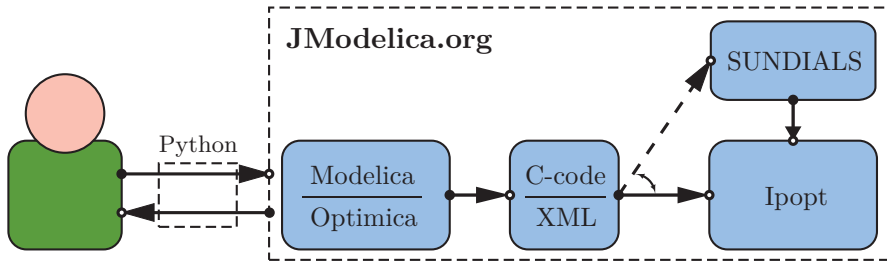 JModelica.org
SUNDIALS
Python
Modelica
Optimica
C-code
XML
Ipopt